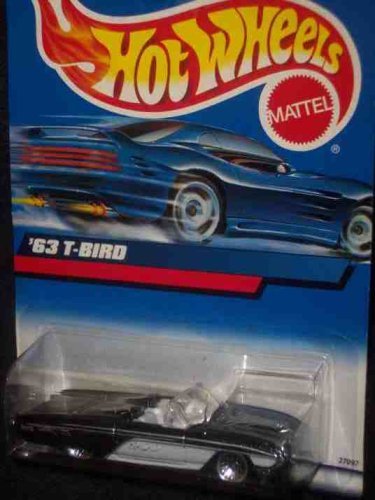 HOT WHEELS
MATTEL
®
'63 T-BIRD
27097